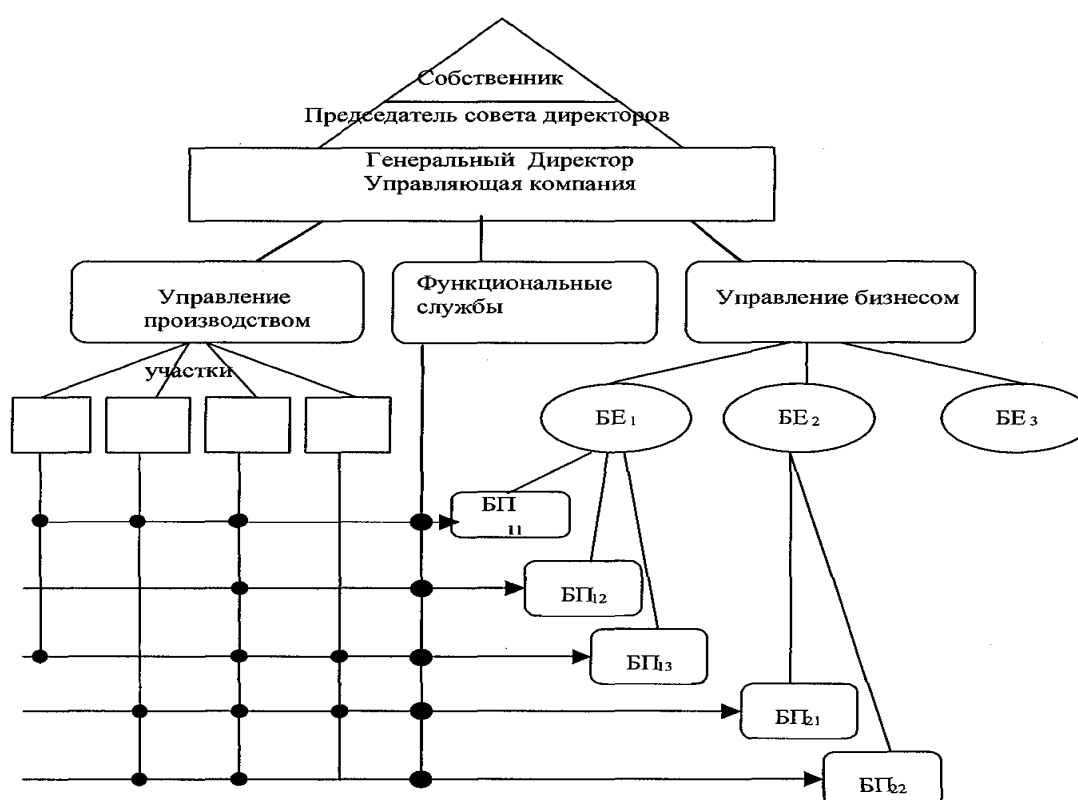 Собственник
Председатель совета директоров
Генеральный Директор
Управляющая компания
Управление
производством
Функциональные
службы
Управление бизнесом
участки
БЕ₁
БЕ₂
БЕ₃
БП
11
БП₁₂
БП₁₃
БП₂₁
БП₂₂